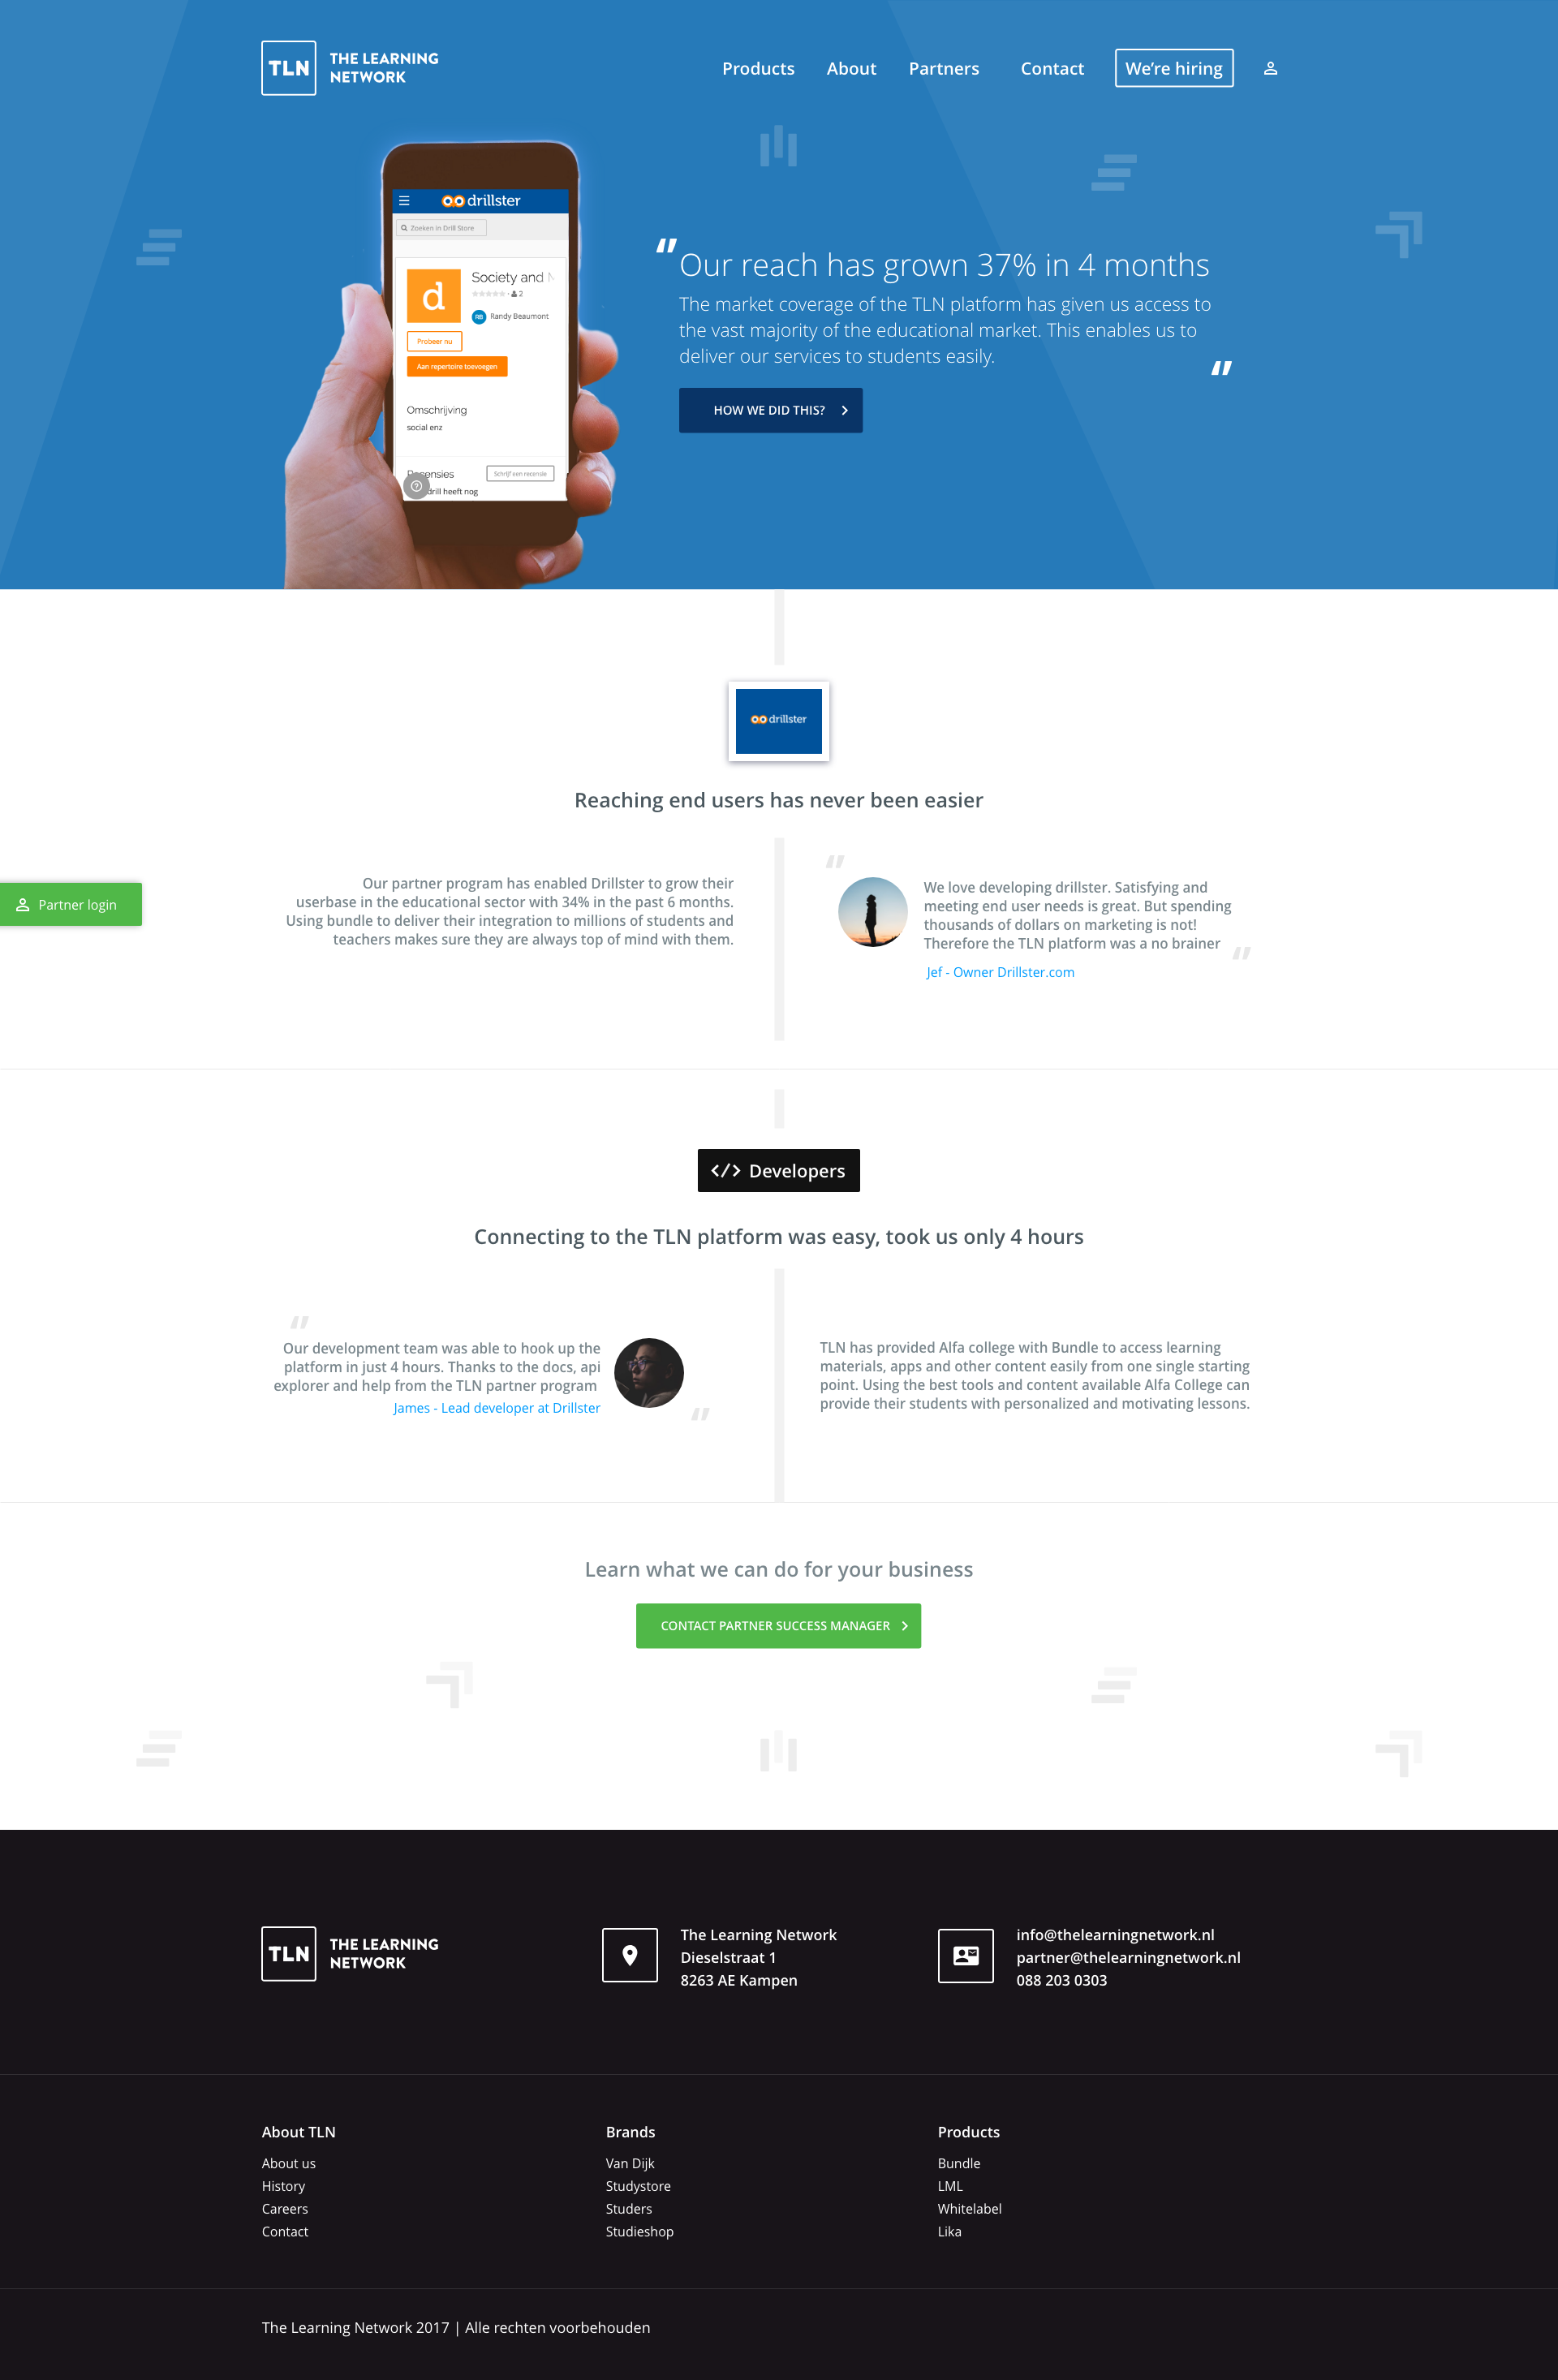 TLN THE LEARNING
NETWORK
Products About Partners Contact We’re hiring
drillster
Zoeken in Drill Store
d
Society and
2
RB Randy Beaumont
Probeer nu
Aan repertoire toevoegen
Omschrijving
social enz
Schrijf een recensie
drill heeft nog
" Our reach has grown 37% in 4 months
The market coverage of the TLN platform has given us access to
the vast majority of the educational market. This enables us to
deliver our services to students easily. "
HOW WE DID THIS?
drillster
Reaching end users has never been easier
Partner login
Our partner program has enabled Drillster to grow their
userbase in the educational sector with 34% in the past 6 months.
Using bundle to deliver their integration to millions of students and
teachers makes sure they are always top of mind with them.
" We love developing drillster. Satisfying and
meeting end user needs is great. But spending
thousands of dollars on marketing is not!
Therefore the TLN platform was a no brainer "
Jef - Owner Drillster.com
</> Developers
Connecting to the TLN platform was easy, took us only 4 hours
" Our development team was able to hook up the
platform in just 4 hours. Thanks to the docs, api
explorer and help from the TLN partner program "
James - Lead developer at Drillster
TLN has provided Alfa college with Bundle to access learning
materials, apps and other content easily from one single starting
point. Using the best tools and content available Alfa College can
provide their students with personalized and motivating lessons.
Learn what we can do for your business
CONTACT PARTNER SUCCESS MANAGER
TLN THE LEARNING
NETWORK
The Learning Network
Dieselstraat 1
8263 AE Kampen
info@thelearningnetwork.nl
partner@thelearningnetwork.nl
088 203 0303
About TLN
About us
History
Careers
Contact
Brands
Van Dijk
Studystore
Studers
Studieshop
Products
Bundle
LML
Whitelabel
Lika
The Learning Network 2017 | Alle rechten voorbehouden